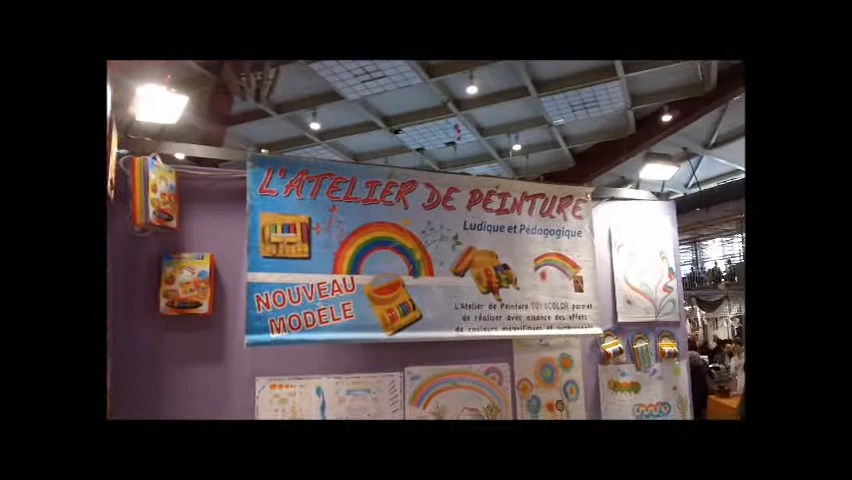 L'ATELIER DE PEINTURE
Ludique et Pédagogique
NOUVEAU
MODÈLE
L'Atelier de Peinture permet
de réaliser avec aisance des effets
de couleurs magnifiques et